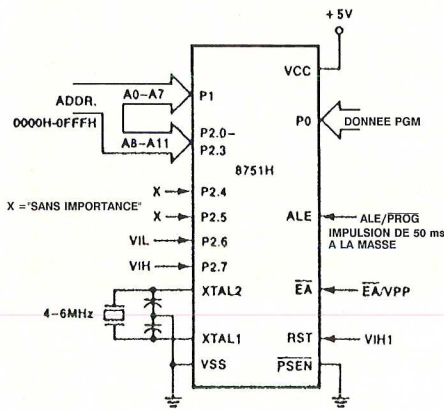 + 5V
VCC
A0–A7
P1
ADDR.
0000H-0FFFH
P2.0–
P2.3
A8-A11
P0
DONNEE PGM
8751H
X
P2.4
X = "SANS IMPORTANCE"
X
P2.5
VIL
P2.6
VIH
P2.7
ALE
ALE/PROG
IMPULSION DE 50 ms
A LA MASSE
XTAL2
EA
EA/VPP
4–6MHz
XTAL1
RST
VIH1
VSS
PSEN